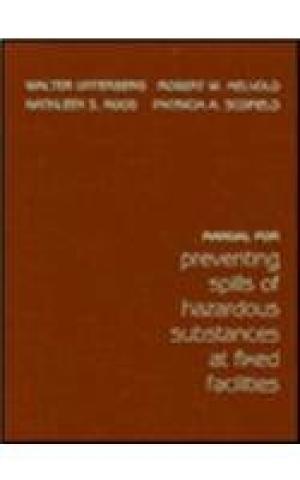 WALTER UNTERBERG ROBERT W. MELVOLD
KATHLEEN S. ROOS PATRICIA A. SCOFIELD
MANUAL FOR
preventing
spills of
hazardous
substances
at fixed
facilities